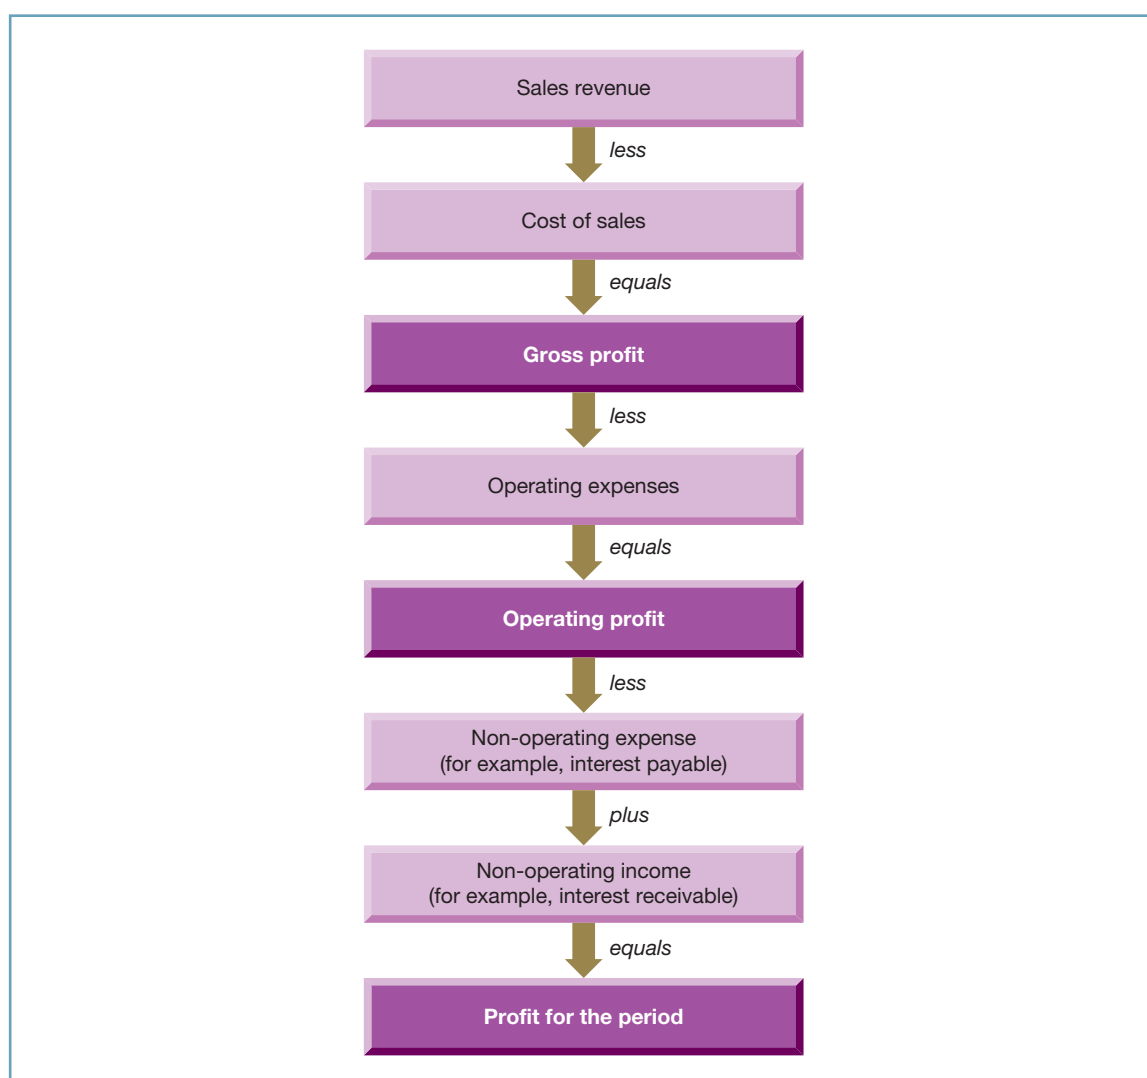 Sales revenue
less
Cost of sales
equals
Gross profit
less
Operating expenses
equals
Operating profit
less
Non-operating expense
(for example, interest payable)
plus
Non-operating income
(for example, interest receivable)
equals
Profit for the period